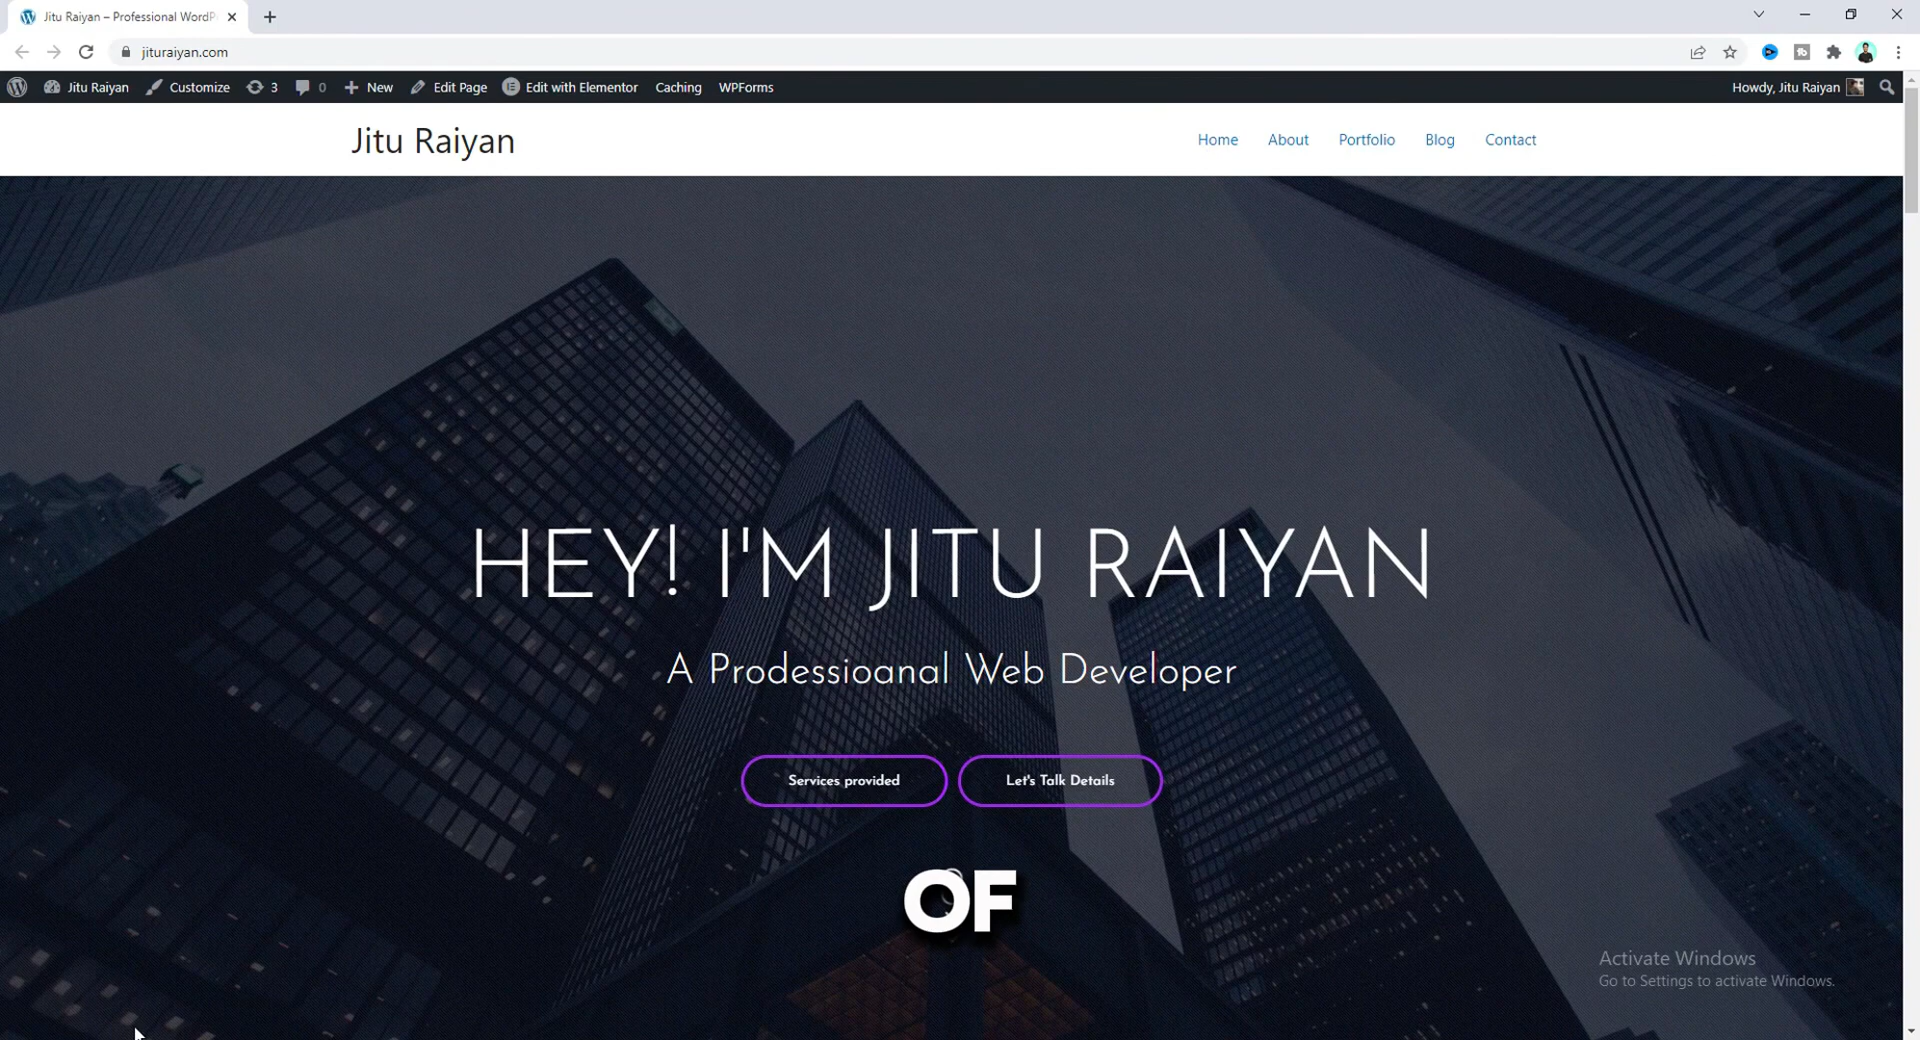 Jitu Raiyan – Professional WordP
jituraiyan.com
Jitu Raiyan Customize 3 0 New Edit Page Edit with Elementor Caching WPForms Howdy, Jitu Raiyan
Jitu Raiyan Home About Portfolio Blog Contact
HEY! I'M JITU RAIYAN
A Prodessioanal Web Developer
Services provided Let's Talk Details
OF
Activate Windows
Go to Settings to activate Windows.